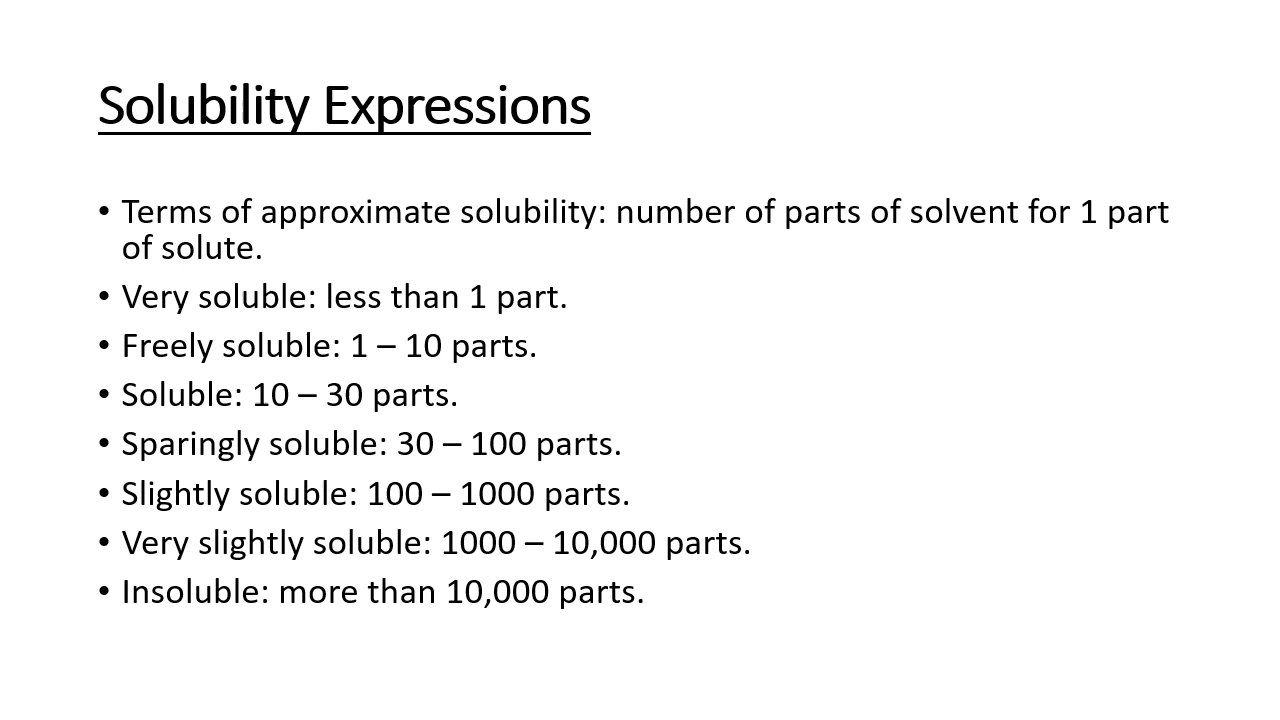 Solubility Expressions
• Terms of approximate solubility: number of parts of solvent for 1 part
of solute.
• Very soluble: less than 1 part.
• Freely soluble: 1 – 10 parts.
• Soluble: 10 – 30 parts.
• Sparingly soluble: 30 – 100 parts.
• Slightly soluble: 100 – 1000 parts.
• Very slightly soluble: 1000 – 10,000 parts.
• Insoluble: more than 10,000 parts.